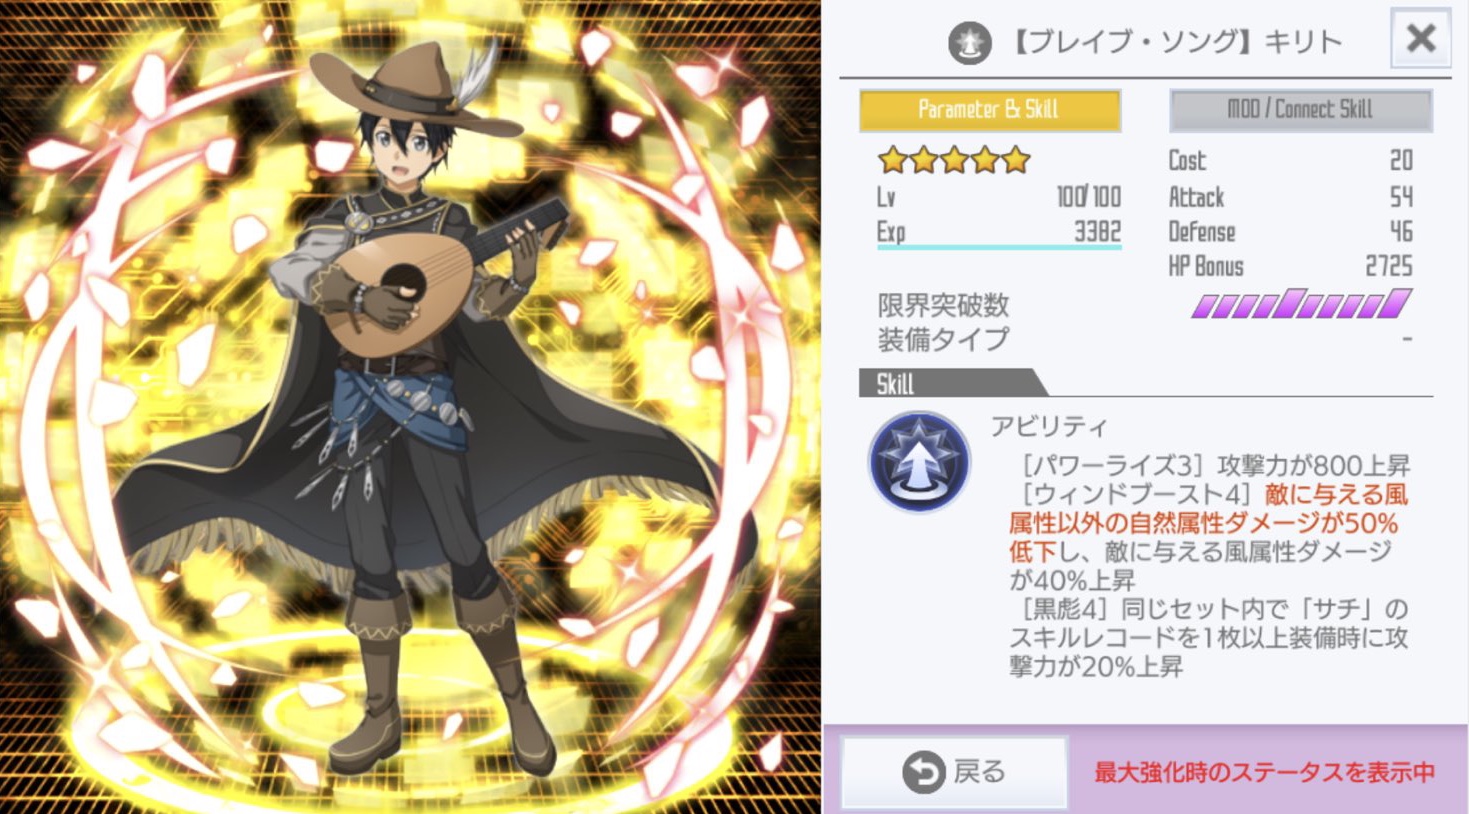 【ブレイブ・ソング】キリト
Parameter & Skill
MOD / Connect Skill
Lv 100/100
Exp 3382
Cost 20
Attack 54
Defense 46
HP Bonus 2725
限界突破数
装備タイプ -
Skill
アビリティ
［パワーライズ3］攻撃力が800上昇
［ウィンドブースト4］敵に与える風
属性以外の自然属性ダメージが50%
低下し、敵に与える風属性ダメージ
が40%上昇
［黒彪4］同じセット内で「サチ」の
スキルレコードを1枚以上装備時に攻
撃力が20%上昇
戻る
最大強化時のステータスを表示中